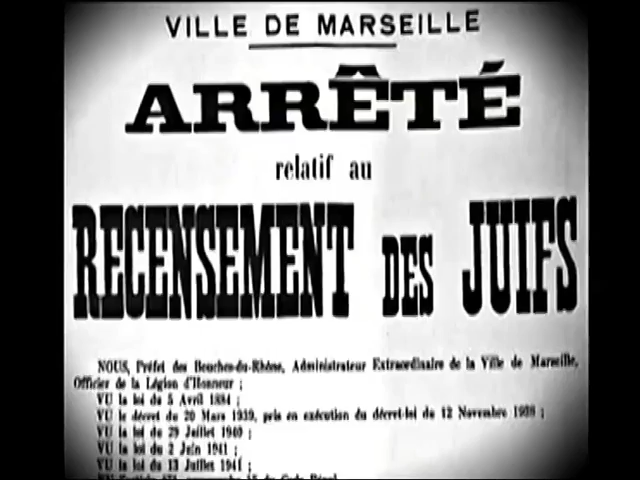 VILLE DE MARSEILLE
ARRÊTÉ
relatif au
RECENSEMENT DES JUIFS
NOUS, Préfet des Bouches-du-Rhône, Administrateur Extraordinaire de la Ville de Marseille,
Officier de la Légion d'Honneur ;
VU la loi du 5 Avril 1884 ;
VU le décret du 20 Mars 1939, pris en exécution du décret-loi du 12 Novembre 1938 ;
VU la loi du 29 Juillet 1940 ;
VU la loi du 2 Juin 1941 ;
VU la loi du 13 Juillet 1941 ;